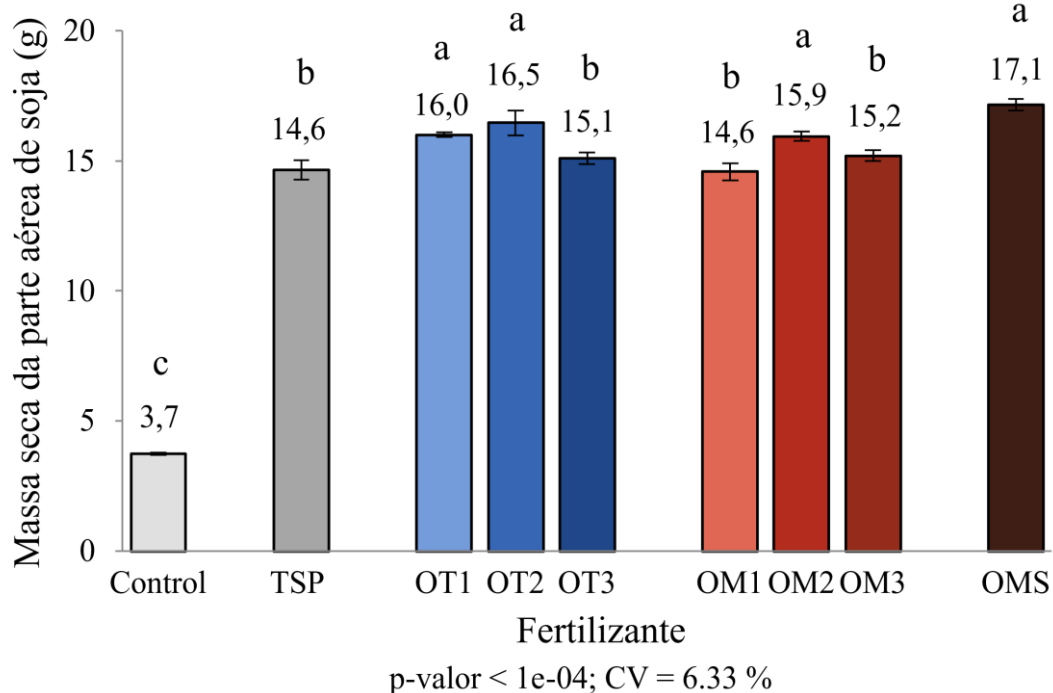 Massa seca da parte aérea de soja (g)
20
15
10
5
0
c
3,7
b
14,6
a
16,0
a
16,5
b
15,1
b
14,6
a
15,9
b
15,2
a
17,1
Control TSP OT1 OT2 OT3 OM1 OM2 OM3 OMS
Fertilizante
p-valor < 1e-04; CV = 6.33 %